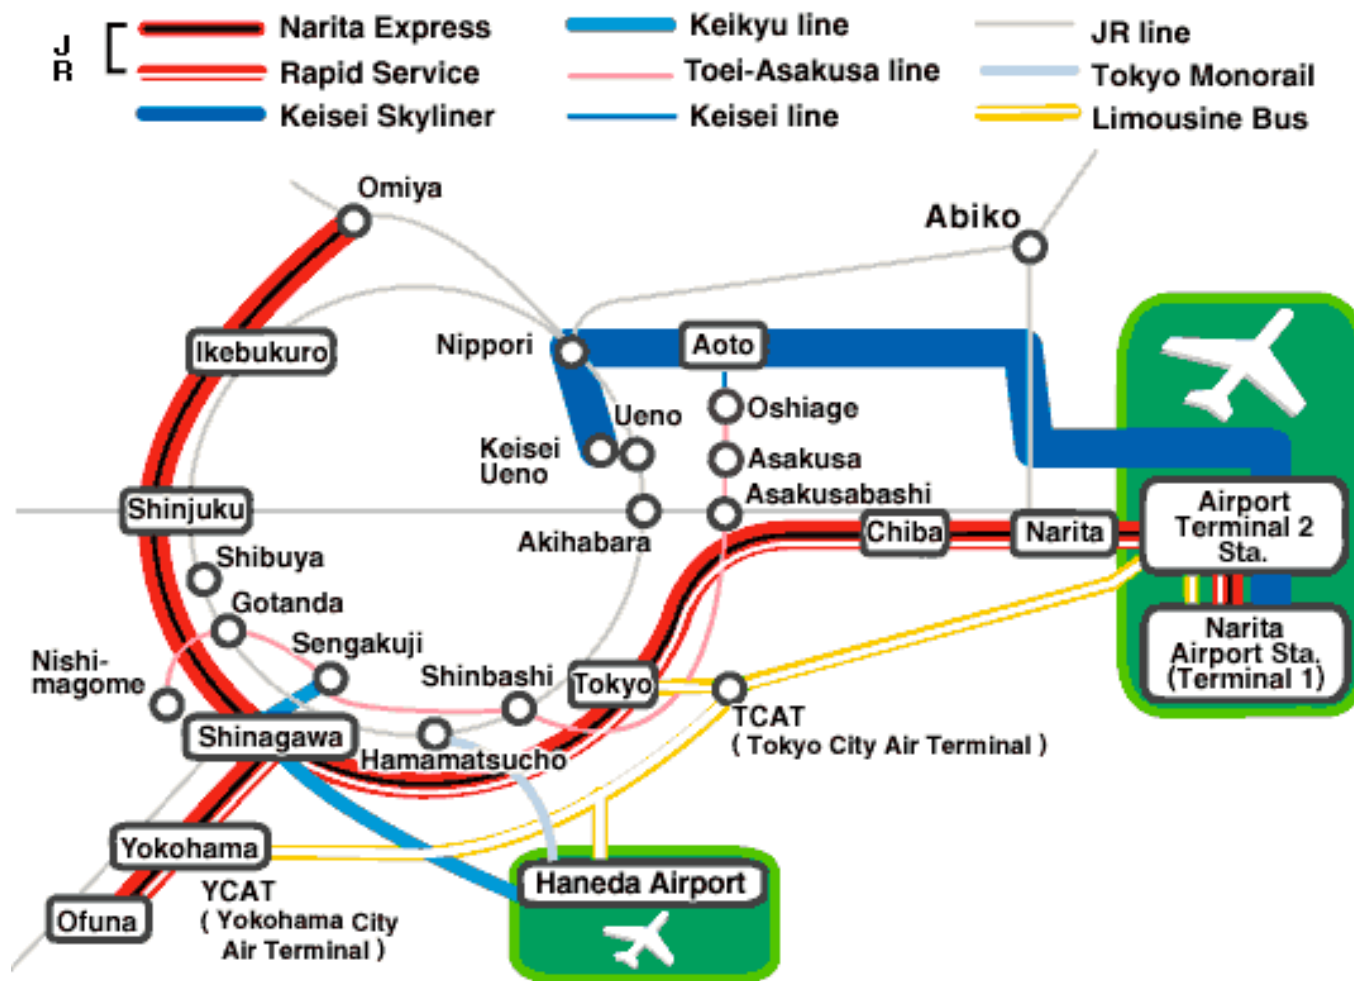 J
R
Narita Express
Rapid Service
Keisei Skyliner
Keikyu line
Toei-Asakusa line
Keisei line
JR line
Tokyo Monorail
Limousine Bus
Omiya
Abiko
Ikebukuro
Nippori
Aoto
Ueno
Oshiage
Keisei
Ueno
Asakusa
Asakusabashi
Shinjuku
Akihabara
Chiba
Narita
Airport
Terminal 2
Sta.
Shibuya
Gotanda
Sengakuji
Nishi-
magome
Shinbashi
Tokyo
Narita
Airport Sta.
(Terminal 1)
Shinagawa
Hamamatsucho
TCAT
( Tokyo City Air Terminal )
Yokohama
YCAT
( Yokohama City
Air Terminal )
Haneda Airport
Ofuna